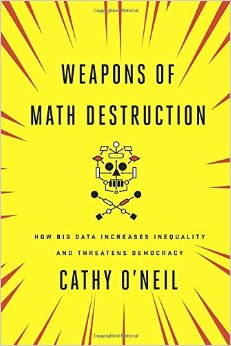 WEAPONS OF
MATH DESTRUCTION
HOW BIG DATA INCREASES INEQUALITY
AND THREATENS DEMOCRACY
CATHY O'NEIL